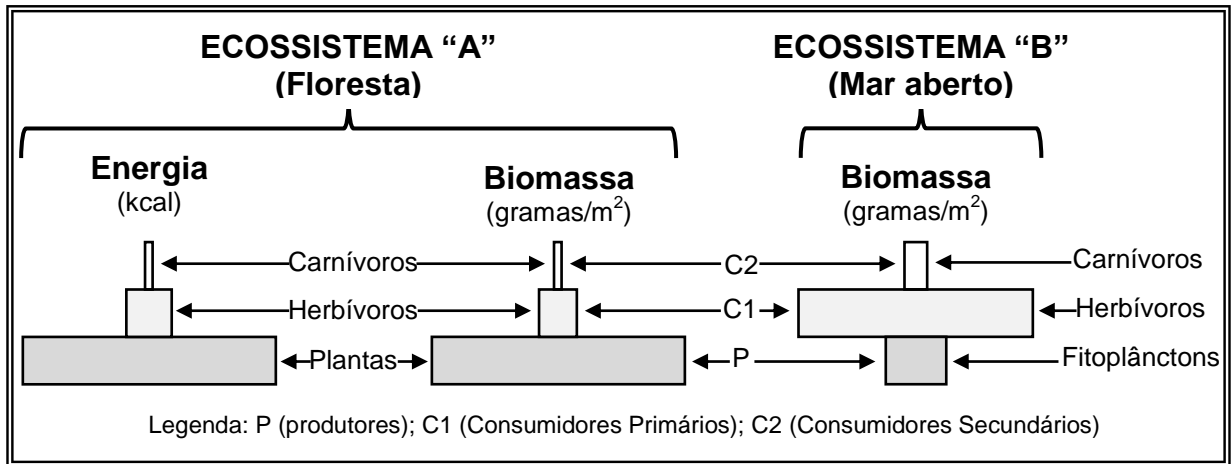 ECOSSISTEMA “A”
(Floresta)
ECOSSISTEMA “B”
(Mar aberto)
Energia
(kcal)
Biomassa
(gramas/m²)
Biomassa
(gramas/m²)
Carnívoros C2 Carnívoros
Herbívoros C1 Herbívoros
Plantas P Fitoplânctons
Legenda: P (produtores); C1 (Consumidores Primários); C2 (Consumidores Secundários)